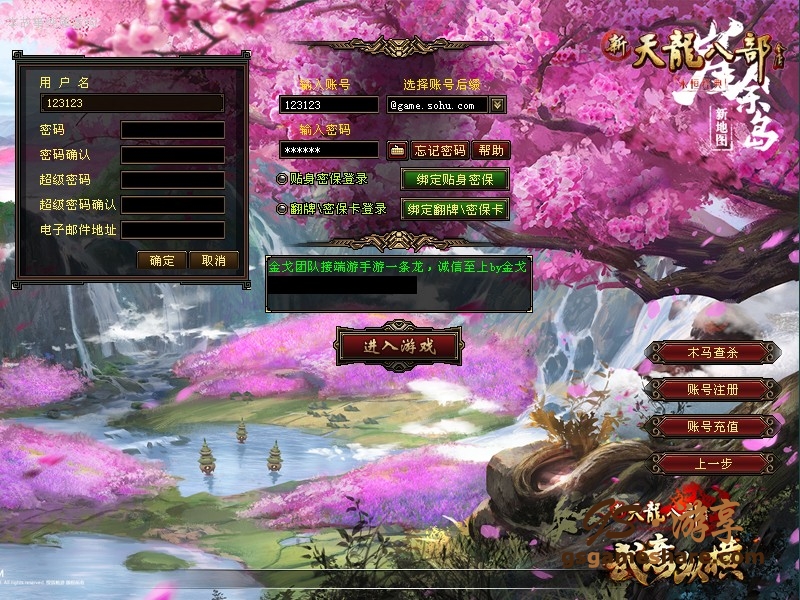 用户名
123123
密码
密码确认
超级密码
超级密码确认
电子邮件地址
确定
取消
输入账号
选择账号后缀
123123
@game.sohu.com
输入密码
******
忘记密码
帮助
贴身密保登录
绑定贴身密保
翻牌\密保卡登录
绑定翻牌\密保卡
金戈团队接端游手游一条龙，诚信至上by金戈
进入游戏
新天龍八部
新地图
木马查杀
账号注册
账号充值
上一步
天龍八
游享